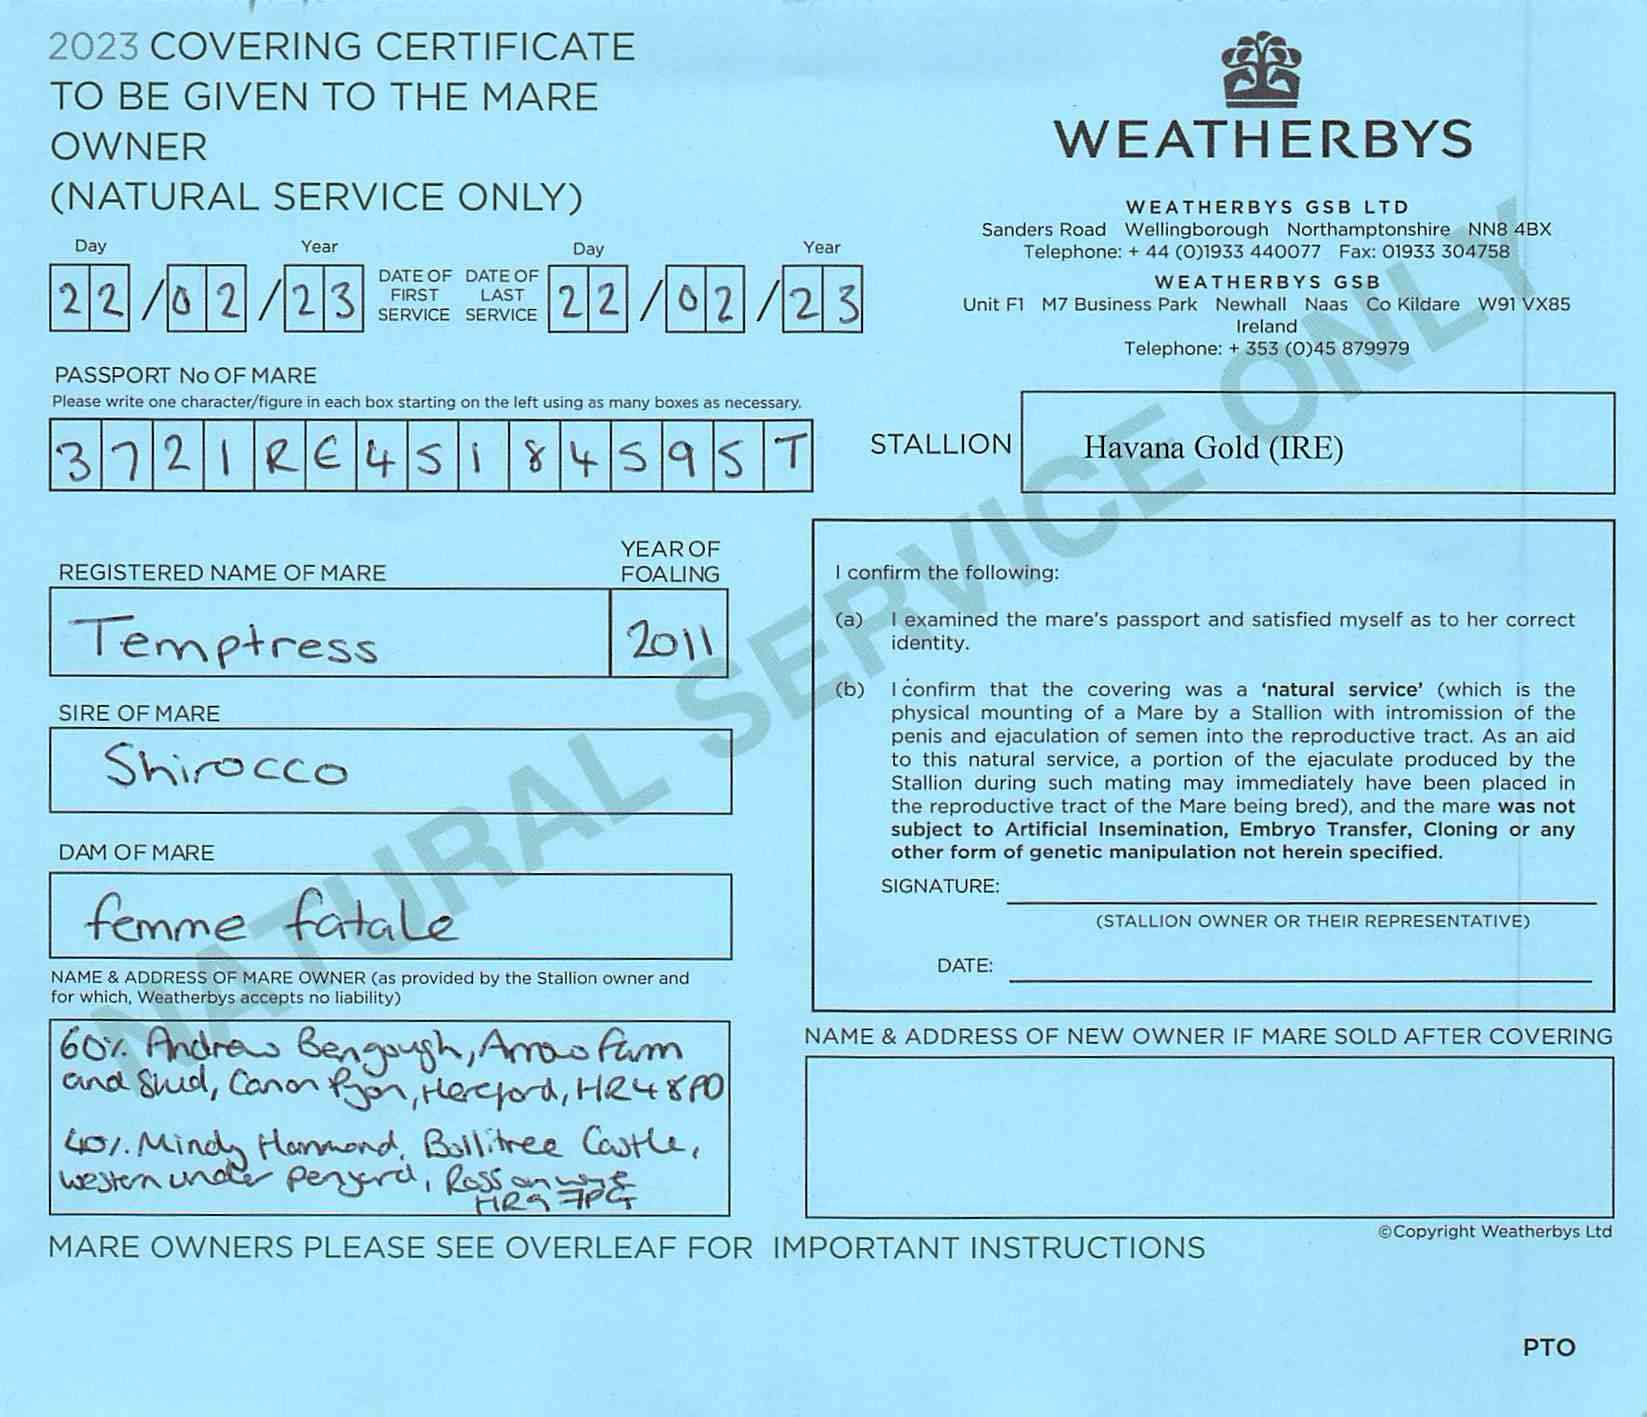 2023 COVERING CERTIFICATE
TO BE GIVEN TO THE MARE
OWNER
(NATURAL SERVICE ONLY)
WEATHERBYS
WEATHERBYS GSB LTD
Sanders Road Wellingborough Northamptonshire NN8 4BX
Telephone: + 44 (0)1933 440077 Fax: 01933 304758
WEATHERBYS GSB
Unit F1 M7 Business Park Newhall Naas Co Kildare W91 VX85
Ireland
Telephone: + 353 (0)45 879979
Day Year Day Year
22/02/23 DATE OF FIRST SERVICE DATE OF LAST SERVICE 22/02/23
PASSPORT No OF MARE
Please write one character/figure in each box starting on the left using as many boxes as necessary.
3721RE45184595T
STALLION Havana Gold (IRE)
REGISTERED NAME OF MARE YEAR OF FOALING
Temptress 2011
SIRE OF MARE
Shirocco
DAM OF MARE
femme fatale
NAME & ADDRESS OF MARE OWNER (as provided by the Stallion owner and
for which, Weatherbys accepts no liability)
60% Andrew Bengough, Arrow Farm
and Stud, Canon Pyon, Hereford, HR4 8PD
40%. Mindy Hammond, Bollitree Castle,
Western under Penyard, Ross on wye
HR9 7PG
I confirm the following:
(a) I examined the mare's passport and satisfied myself as to her correct
identity.
(b) I confirm that the covering was a 'natural service' (which is the
physical mounting of a Mare by a Stallion with intromission of the
penis and ejaculation of semen into the reproductive tract. As an aid
to this natural service, a portion of the ejaculate produced by the
Stallion during such mating may immediately have been placed in
the reproductive tract of the Mare being bred), and the mare was not
subject to Artificial Insemination, Embryo Transfer, Cloning or any
other form of genetic manipulation not herein specified.
SIGNATURE:
(STALLION OWNER OR THEIR REPRESENTATIVE)
DATE:
NAME & ADDRESS OF NEW OWNER IF MARE SOLD AFTER COVERING
©Copyright Weatherbys Ltd
MARE OWNERS PLEASE SEE OVERLEAF FOR IMPORTANT INSTRUCTIONS
PTO
NATURAL SERVICE ONLY